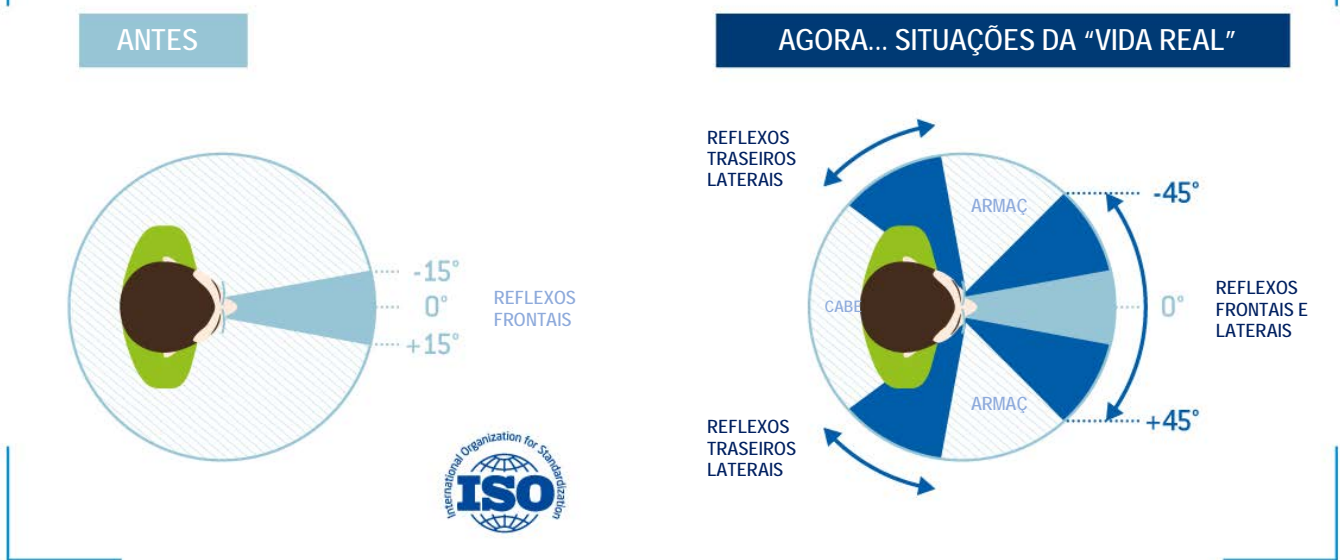 ANTES
-15°
0°
+15°
REFLEXOS
FRONTAIS
International Organization for Standardization
ISO
AGORA... SITUAÇÕES DA “VIDA REAL”
REFLEXOS
TRASEIROS
LATERAIS
ARMAÇ
-45°
CABE
0°
REFLEXOS
FRONTAIS E
LATERAIS
ARMAÇ
+45°
REFLEXOS
TRASEIROS
LATERAIS